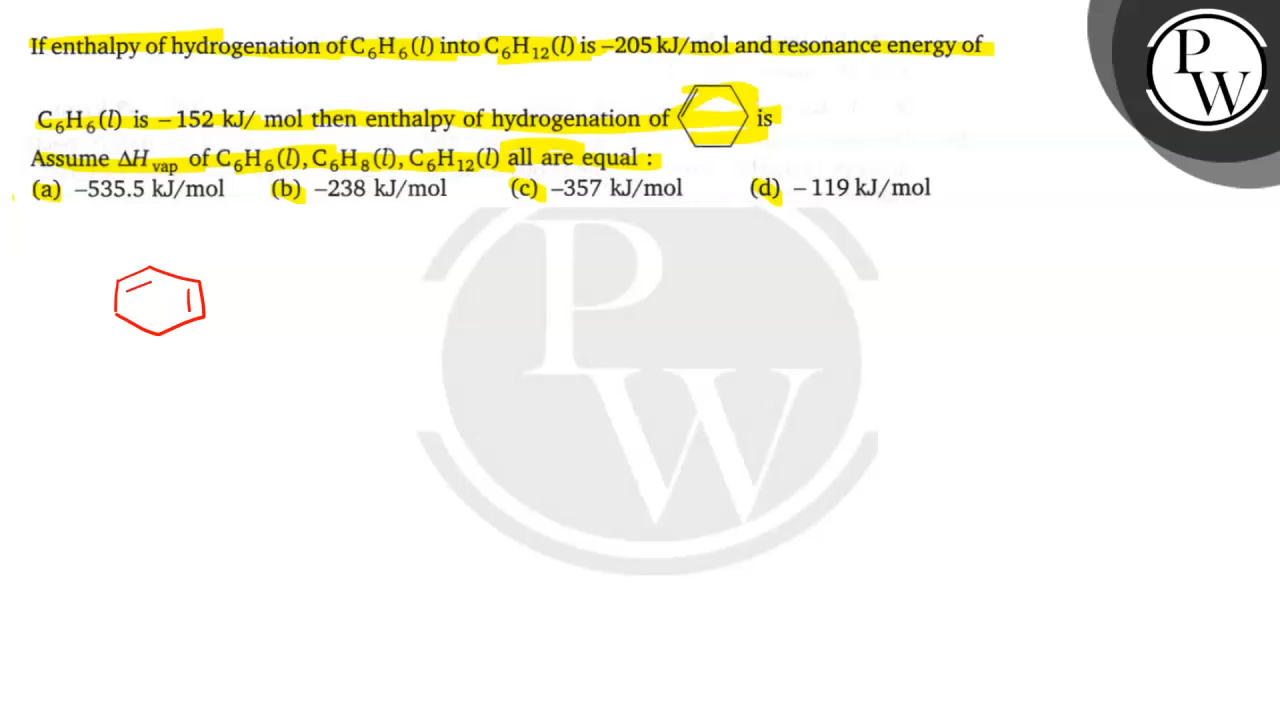 If enthalpy of hydrogenation of C₆H₆(l) into C₆H₁₂(l) is −205 kJ/mol and resonance energy of
C₆H₆(l) is −152 kJ/ mol then enthalpy of hydrogenation of is
Assume ΔH_vap of C₆H₆(l), C₆H₈(l), C₆H₁₂(l) all are equal :
(a) −535.5 kJ/mol (b) −238 kJ/mol (c) −357 kJ/mol (d) −119 kJ/mol
P
W
P
W